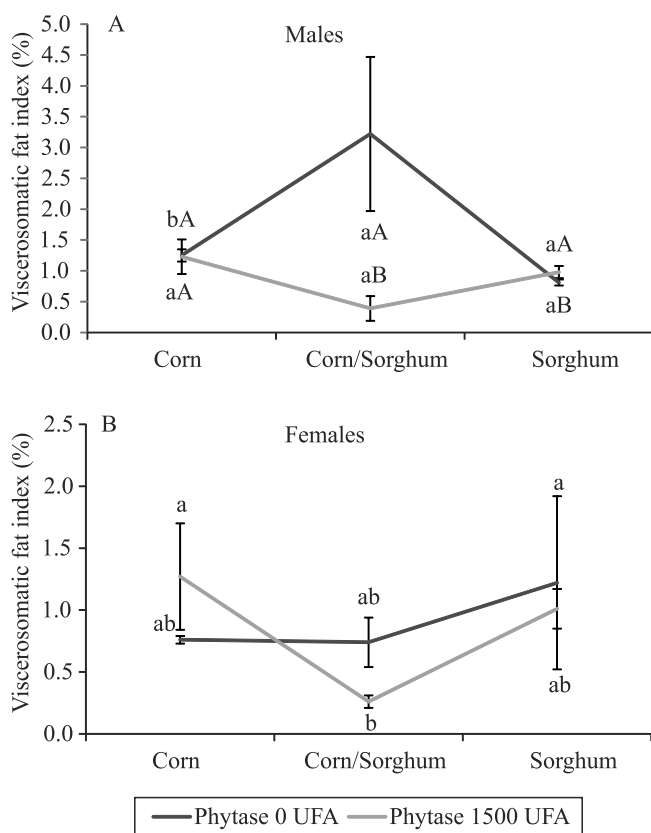 A
Males
Viscerosomatic fat index (%)
5.0
4.5
4.0
3.5
3.0
2.5
2.0
1.5
1.0
0.5
0.0
bA
aA
aA
aB
aA
aB
Corn
Corn/Sorghum
Sorghum
B
Females
Viscerosomatic fat index (%)
2.5
2.0
1.5
1.0
0.5
0.0
a
ab
ab
b
a
ab
Corn
Corn/Sorghum
Sorghum
Phytase 0 UFA
Phytase 1500 UFA